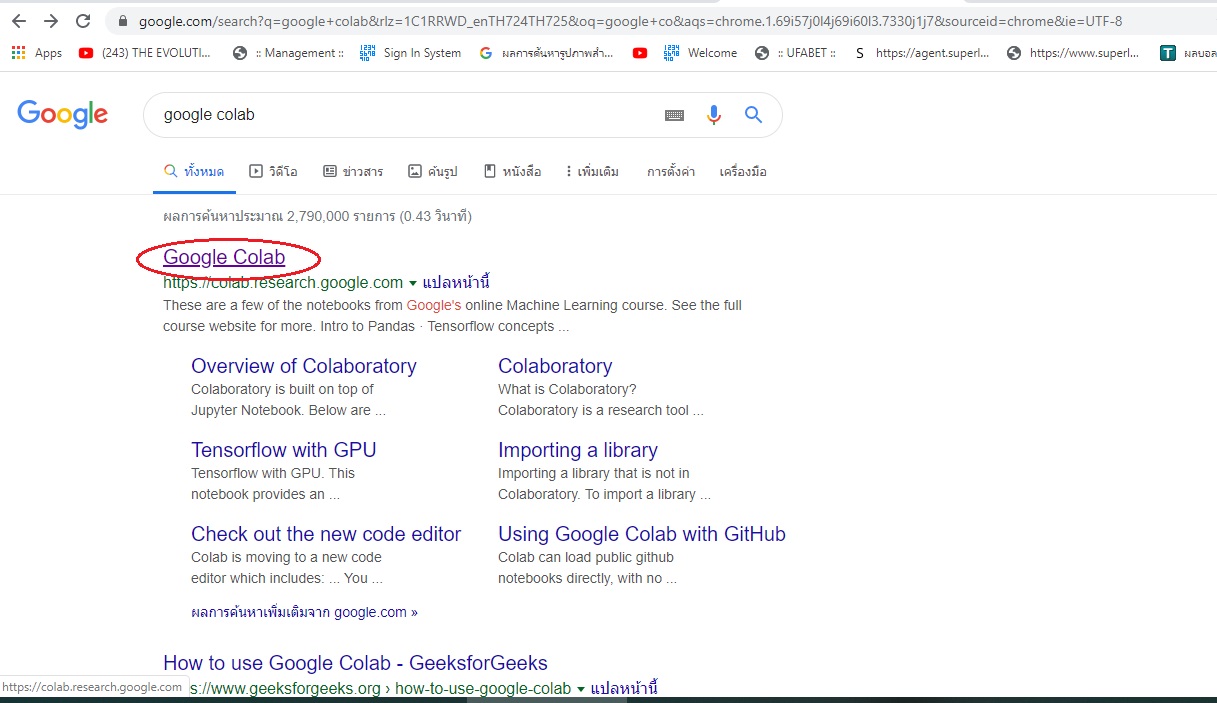 google.com/search?q=google+colab&rlz=1C1RRWD_enTH724TH725&oq=google+co&aqs=chrome.1.69i57j0l4j69i60l3.7330j1j7&sourceid=chrome&ie=UTF-8
Apps (243) THE EVOLUTI... :: Management :: Sign In System ผลการค้นหารูปภาพสำ... Welcome :: UFABET :: S https://agent.superl... https://www.superl... T ผลบอล
Google google colab
ทั้งหมด วิดีโอ ข่าวสาร ค้นรูป หนังสือ เพิ่มเติม การตั้งค่า เครื่องมือ
ผลการค้นหาประมาณ 2,790,000 รายการ (0.43 วินาที)
Google Colab
https://colab.research.google.com ▾ แปลหน้านี้
These are a few of the notebooks from Google's online Machine Learning course. See the full
course website for more. Intro to Pandas · Tensorflow concepts ...
Overview of Colaboratory
Colaboratory is built on top of
Jupyter Notebook. Below are ...
Colaboratory
What is Colaboratory?
Colaboratory is a research tool ...
Tensorflow with GPU
Tensorflow with GPU. This
notebook provides an ...
Importing a library
Importing a library that is not in
Colaboratory. To import a library ...
Check out the new code editor
Colab is moving to a new code
editor which includes: ... You ...
Using Google Colab with GitHub
Colab can load public github
notebooks directly, with no ...
ผลการค้นหาเพิ่มเติมจาก google.com »
How to use Google Colab - GeeksforGeeks
s://www.geeksforgeeks.org › how-to-use-google-colab ▾ แปลหน้านี้
https://colab.research.google.com